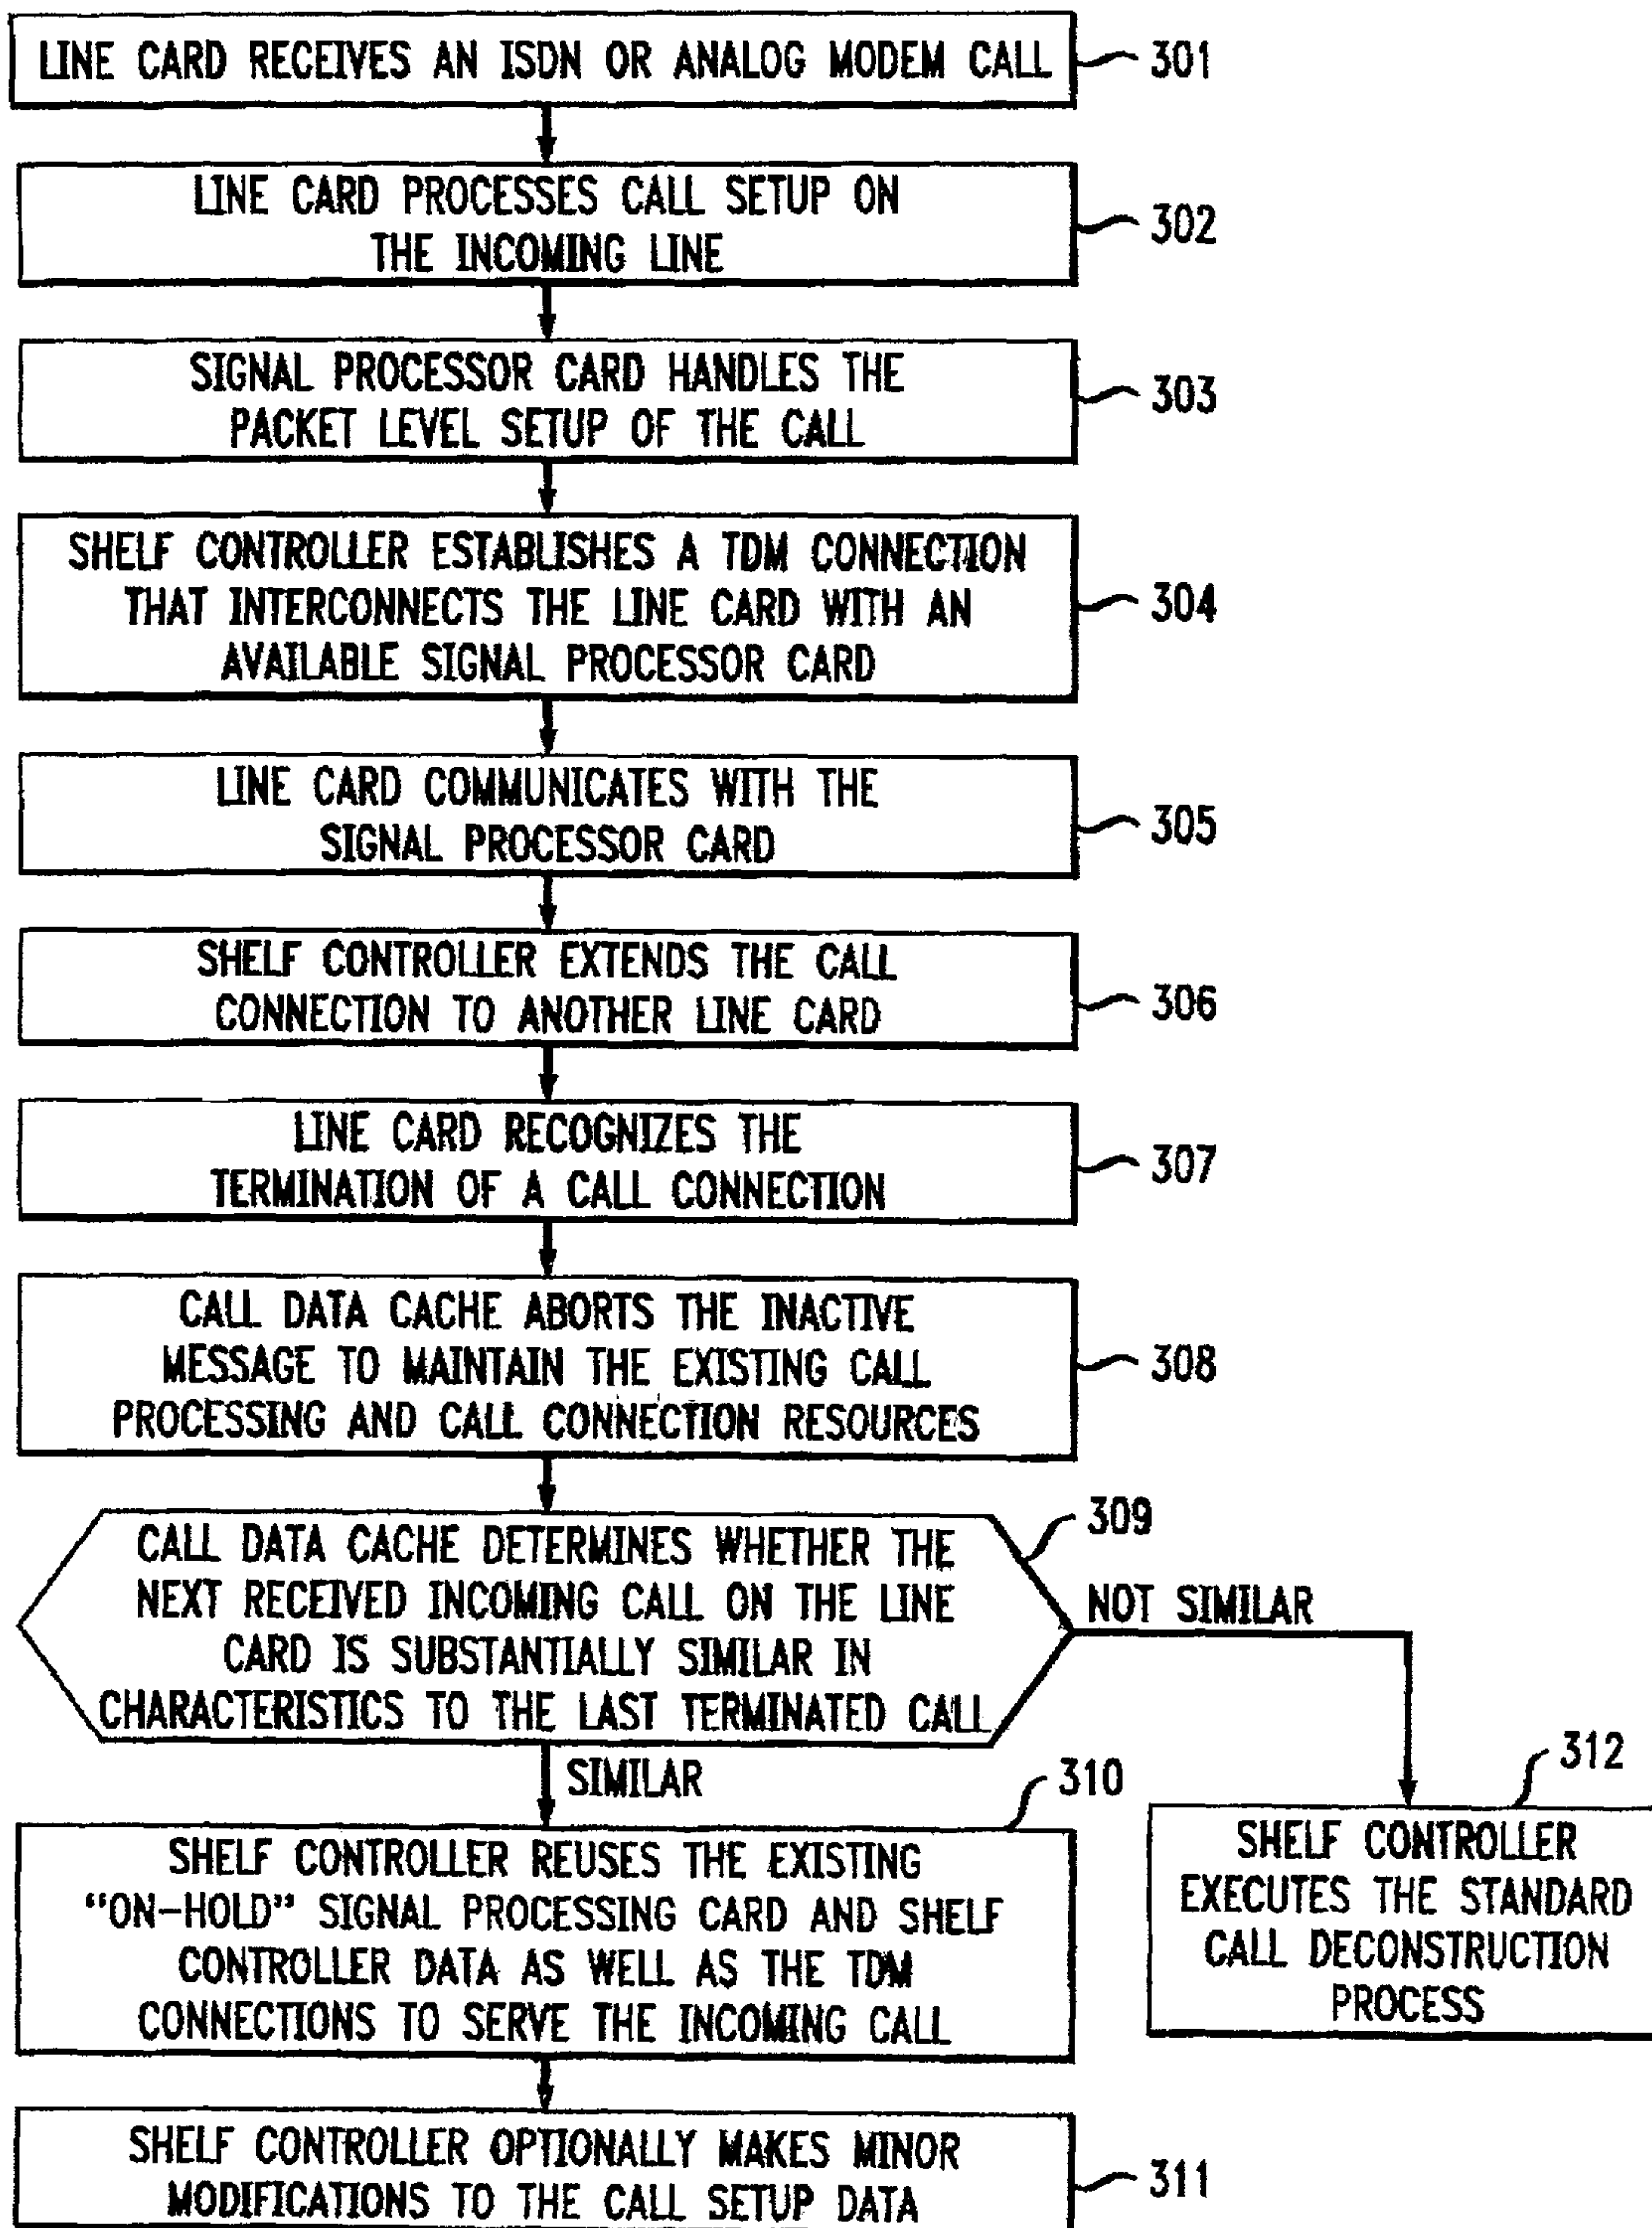 LINE CARD RECEIVES AN ISDN OR ANALOG MODEM CALL
301
LINE CARD PROCESSES CALL SETUP ON
THE INCOMING LINE
302
SIGNAL PROCESSOR CARD HANDLES THE
PACKET LEVEL SETUP OF THE CALL
303
SHELF CONTROLLER ESTABLISHES A TDM CONNECTION
THAT INTERCONNECTS THE LINE CARD WITH AN
AVAILABLE SIGNAL PROCESSOR CARD
304
LINE CARD COMMUNICATES WITH THE
SIGNAL PROCESSOR CARD
305
SHELF CONTROLLER EXTENDS THE CALL
CONNECTION TO ANOTHER LINE CARD
306
LINE CARD RECOGNIZES THE
TERMINATION OF A CALL CONNECTION
307
CALL DATA CACHE ABORTS THE INACTIVE
MESSAGE TO MAINTAIN THE EXISTING CALL
PROCESSING AND CALL CONNECTION RESOURCES
308
CALL DATA CACHE DETERMINES WHETHER THE
NEXT RECEIVED INCOMING CALL ON THE LINE
CARD IS SUBSTANTIALLY SIMILAR IN
CHARACTERISTICS TO THE LAST TERMINATED CALL
309
NOT SIMILAR
SIMILAR
310
SHELF CONTROLLER REUSES THE EXISTING
“ON-HOLD” SIGNAL PROCESSING CARD AND SHELF
CONTROLLER DATA AS WELL AS THE TDM
CONNECTIONS TO SERVE THE INCOMING CALL
312
SHELF CONTROLLER
EXECUTES THE STANDARD
CALL DECONSTRUCTION
PROCESS
SHELF CONTROLLER OPTIONALLY MAKES MINOR
MODIFICATIONS TO THE CALL SETUP DATA
311